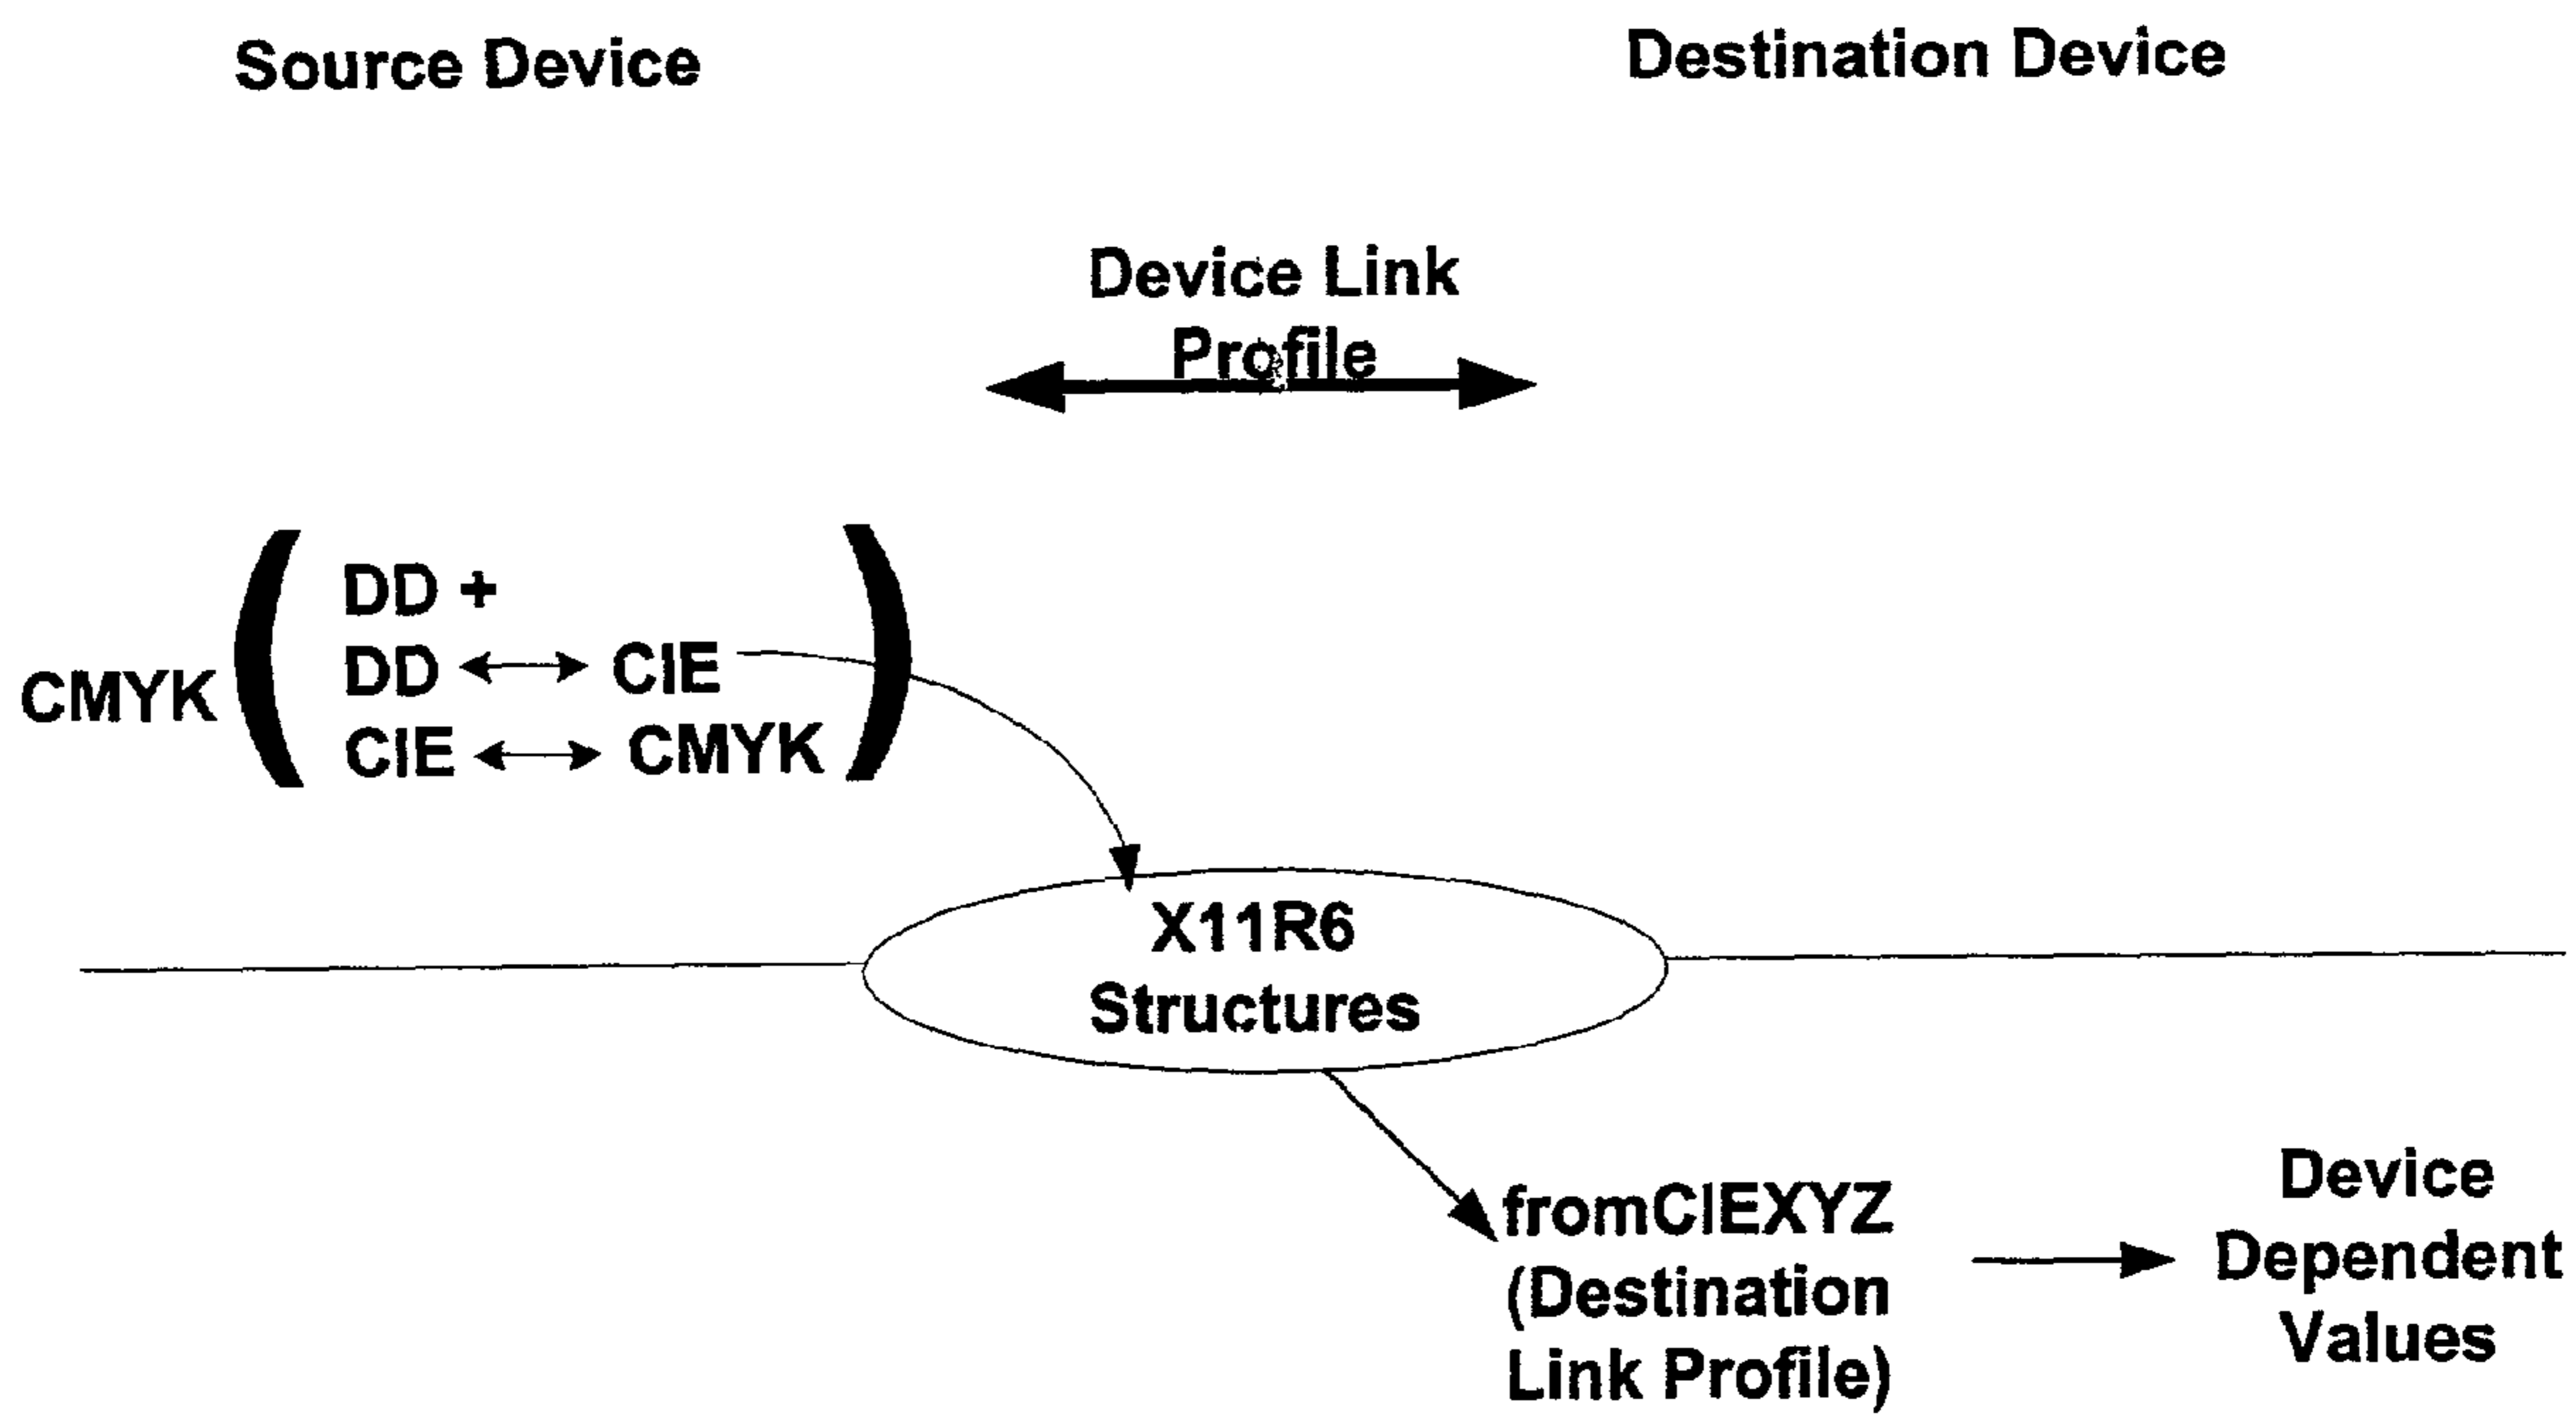 Source Device
Destination Device
Device Link
Profile
DD +
DD CIE
CMYK
CIE CMYK
X11R6
Structures
fromCIEXYZ
(Destination
Link Profile)
Device
Dependent
Values